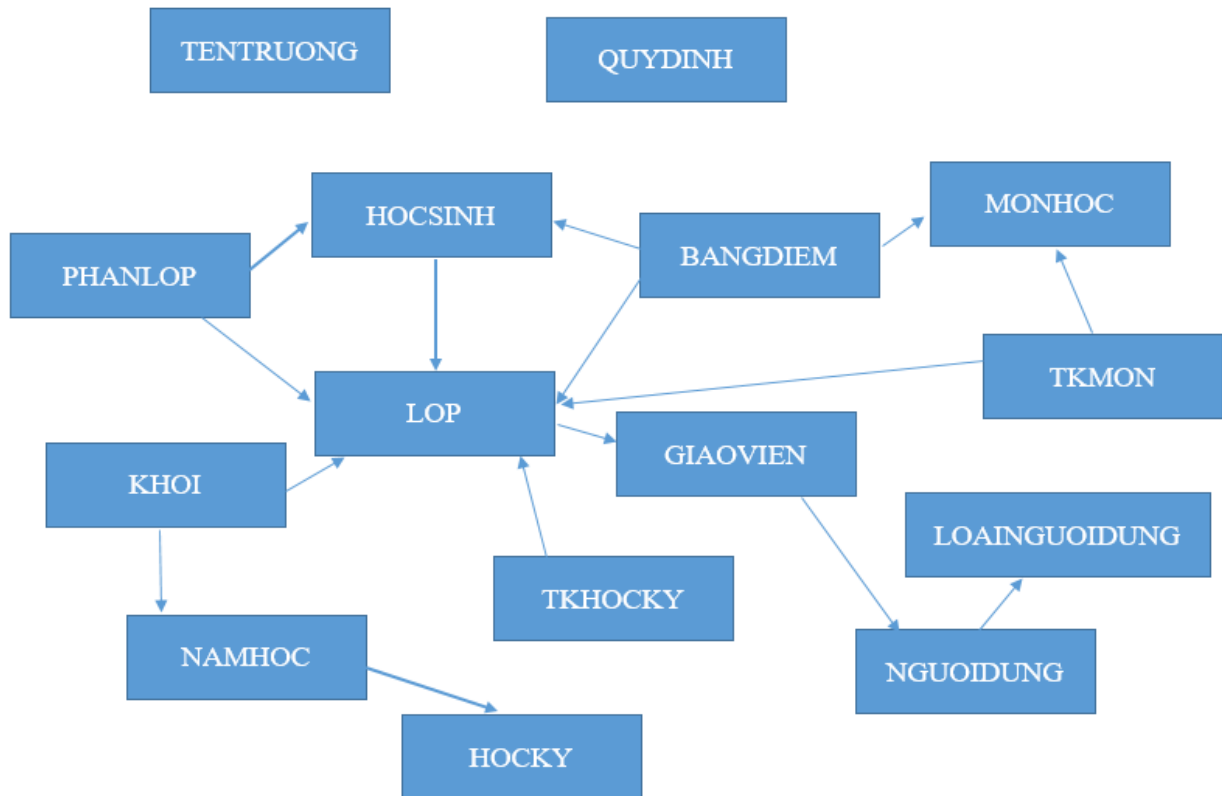 TENTRUONG
QUYDINH
HOCSINH
MONHOC
BANGDIEM
PHANLOP
TKMON
LOP
GIAOVIEN
KHOI
LOAINGUOIDUNG
TKHOCKY
NAMHOC
NGUOIDUNG
HOCKY